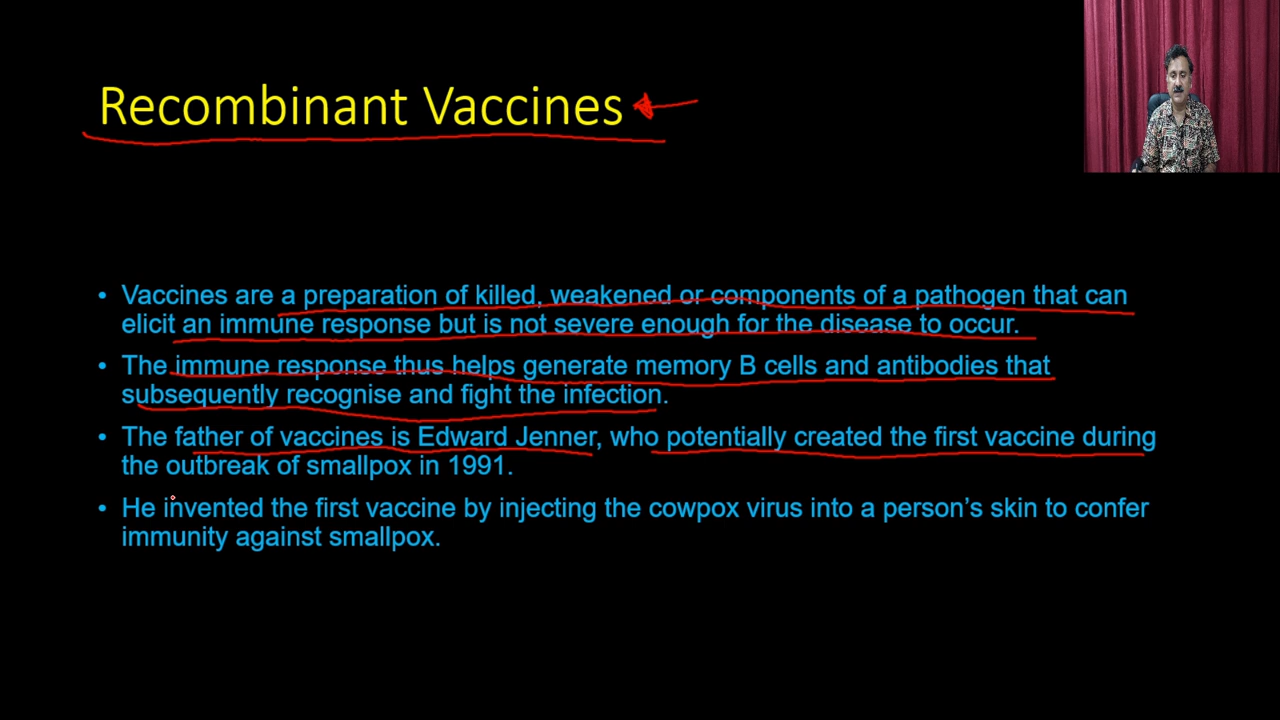 Recombinant Vaccines
• Vaccines are a preparation of killed, weakened or components of a pathogen that can
elicit an immune response but is not severe enough for the disease to occur.
• The immune response thus helps generate memory B cells and antibodies that
subsequently recognise and fight the infection.
• The father of vaccines is Edward Jenner, who potentially created the first vaccine during
the outbreak of smallpox in 1991.
• He invented the first vaccine by injecting the cowpox virus into a person’s skin to confer
immunity against smallpox.